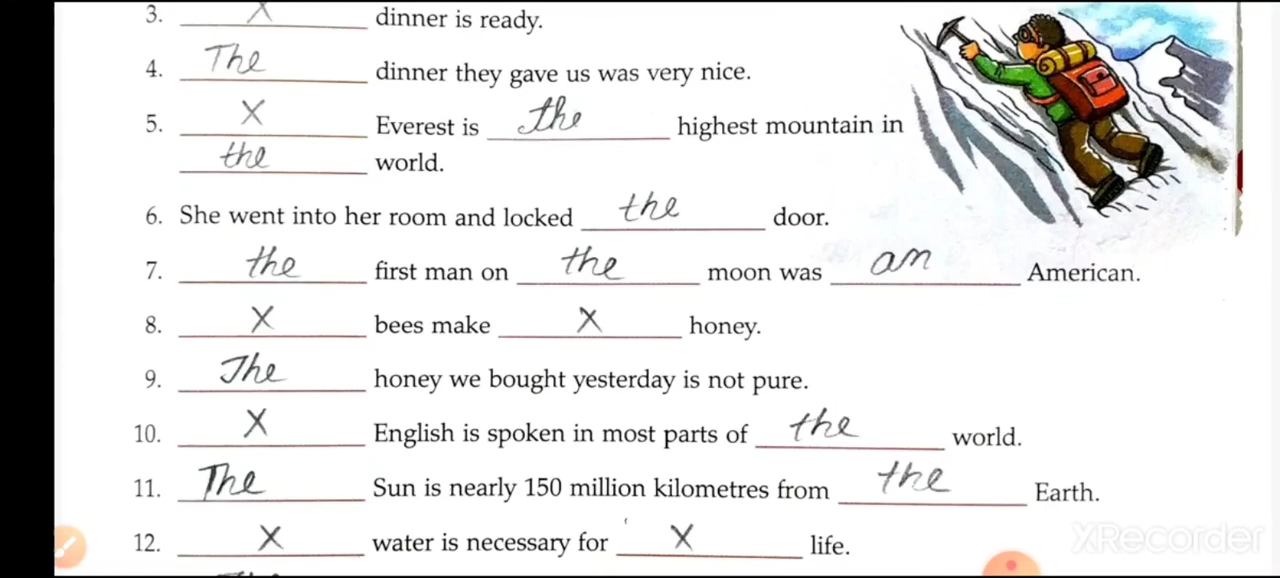 3. X dinner is ready.
4. The dinner they gave us was very nice.
5. X Everest is the highest mountain in
the world.
6. She went into her room and locked the door.
7. the first man on the moon was an American.
8. X bees make X honey.
9. The honey we bought yesterday is not pure.
10. X English is spoken in most parts of the world.
11. The Sun is nearly 150 million kilometres from the Earth.
12. X water is necessary for X life.
XRecorder